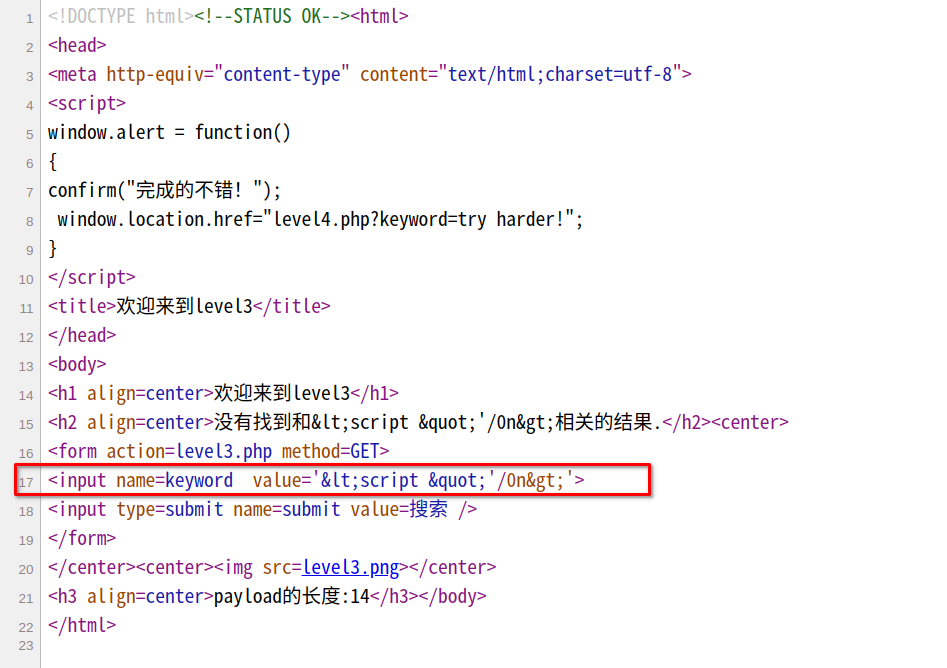 1 <!DOCTYPE html><!--STATUS OK--><html>
2 <head>
3 <meta http-equiv="content-type" content="text/html;charset=utf-8">
4 <script>
5 window.alert = function()
6 {
7 confirm("完成的不错！");
8  window.location.href="level4.php?keyword=try harder!";
9 }
10 </script>
11 <title>欢迎来到level3</title>
12 </head>
13 <body>
14 <h1 align=center>欢迎来到level3</h1>
15 <h2 align=center>没有找到和&lt;script &quot;'/On&gt;相关的结果.</h2><center>
16 <form action=level3.php method=GET>
17 <input name=keyword  value='&lt;script &quot;'/On&gt;'>
18 <input type=submit name=submit value=搜索 />
19 </form>
20 </center><center><img src=level3.png></center>
21 <h3 align=center>payload的长度:14</h3></body>
22 </html>
23